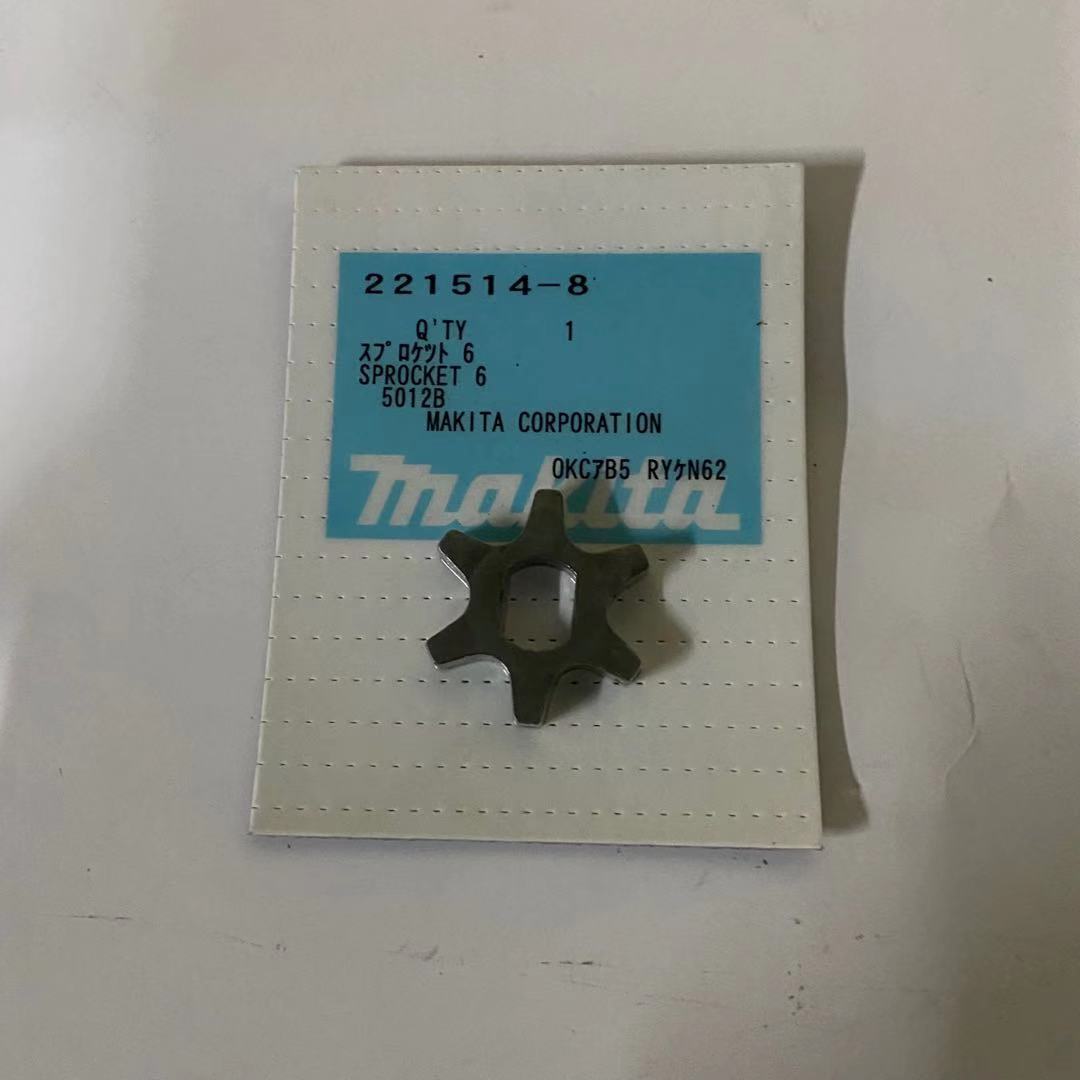 221514-8
Q'TY 1
スプロケット 6
SPROCKET 6
5012B
MAKITA CORPORATION
OKCアB5 RYケN62
makita